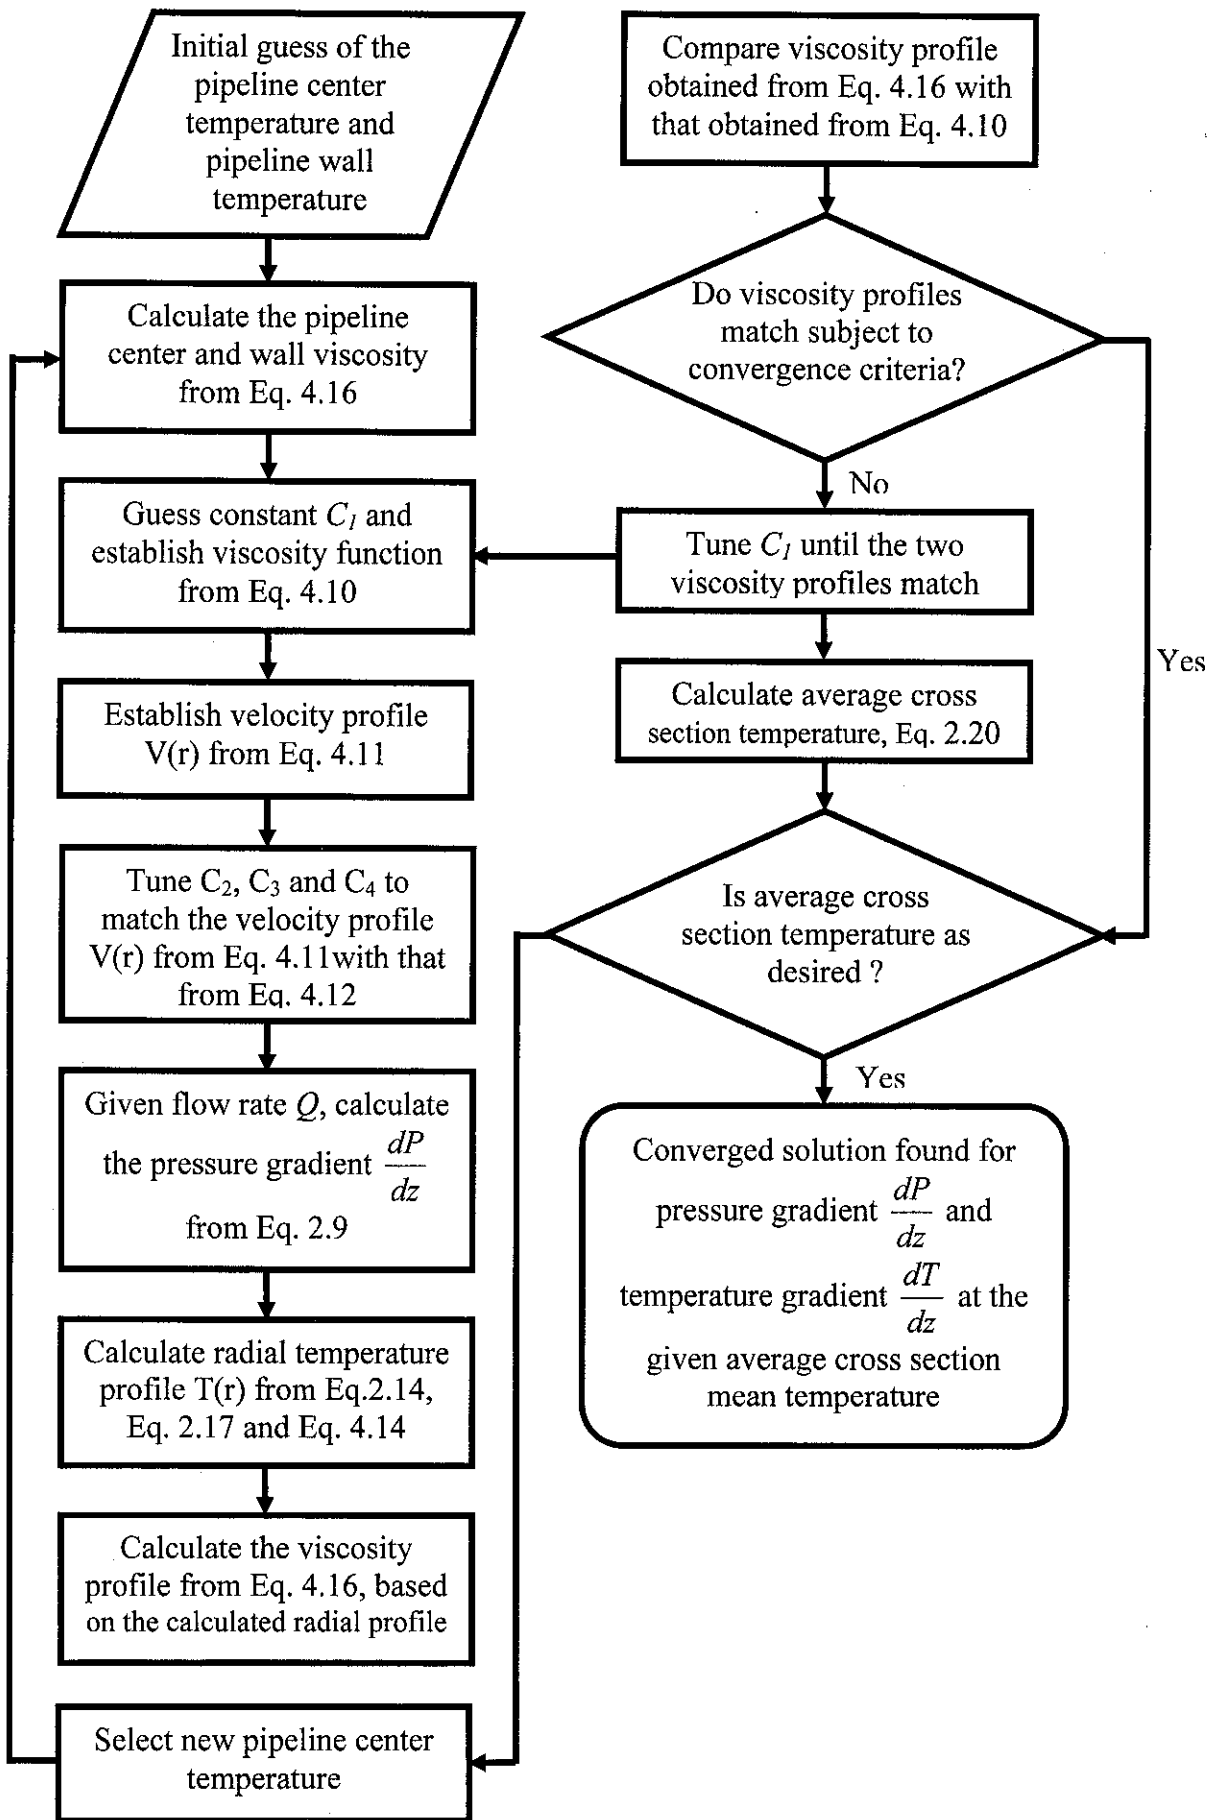 Initial guess of the
pipeline center
temperature and
pipeline wall
temperature
Calculate the pipeline
center and wall viscosity
from Eq. 4.16
Guess constant C₁ and
establish viscosity function
from Eq. 4.10
Establish velocity profile
V(r) from Eq. 4.11
Tune C₂, C₃ and C₄ to
match the velocity profile
V(r) from Eq. 4.11with that
from Eq. 4.12
Given flow rate Q, calculate
the pressure gradient dP/dz
from Eq. 2.9
Calculate radial temperature
profile T(r) from Eq.2.14,
Eq. 2.17 and Eq. 4.14
Calculate the viscosity
profile from Eq. 4.16, based
on the calculated radial profile
Select new pipeline center
temperature
Compare viscosity profile
obtained from Eq. 4.16 with
that obtained from Eq. 4.10
Do viscosity profiles
match subject to
convergence criteria?
No
Yes
Tune C₁ until the two
viscosity profiles match
Calculate average cross
section temperature, Eq. 2.20
Is average cross
section temperature as
desired ?
Yes
Converged solution found for
pressure gradient dP/dz and
temperature gradient dT/dz at the
given average cross section
mean temperature